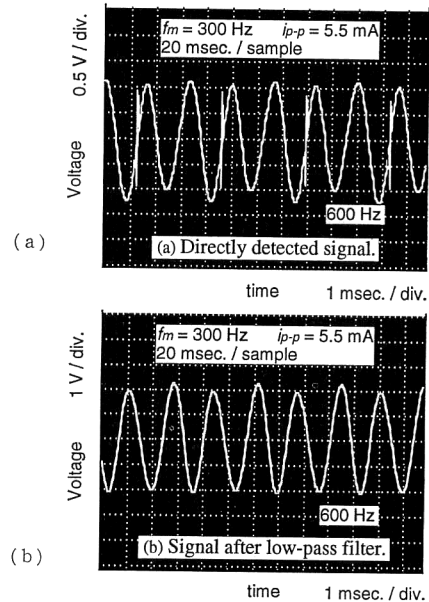 0.5 V / div.
Voltage
fm = 300 Hz ip-p = 5.5 mA
20 msec. / sample
600 Hz
(a)
(a) Directly detected signal.
time 1 msec. / div.
1 V / div.
Voltage
fm = 300 Hz ip-p = 5.5 mA
20 msec. / sample
600 Hz
(b)
(b) Signal after low-pass filter.
time 1 msec. / div.